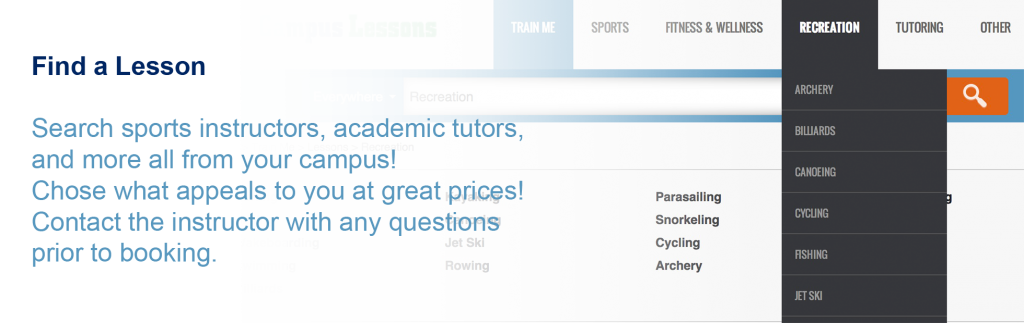 Lessons
TRAIN ME
SPORTS
FITNESS & WELLNESS
RECREATION
TUTORING
OTHER
Find a Lesson
Recreation
Search sports instructors, academic tutors,
and more all from your campus!
Chose what appeals to you at great prices!
Contact the instructor with any questions
prior to booking.
Kayaking
Jet Ski
Rowing
Parasailing
Snorkeling
Cycling
Archery
ARCHERY
BILLIARDS
CANOEING
CYCLING
FISHING
JET SKI